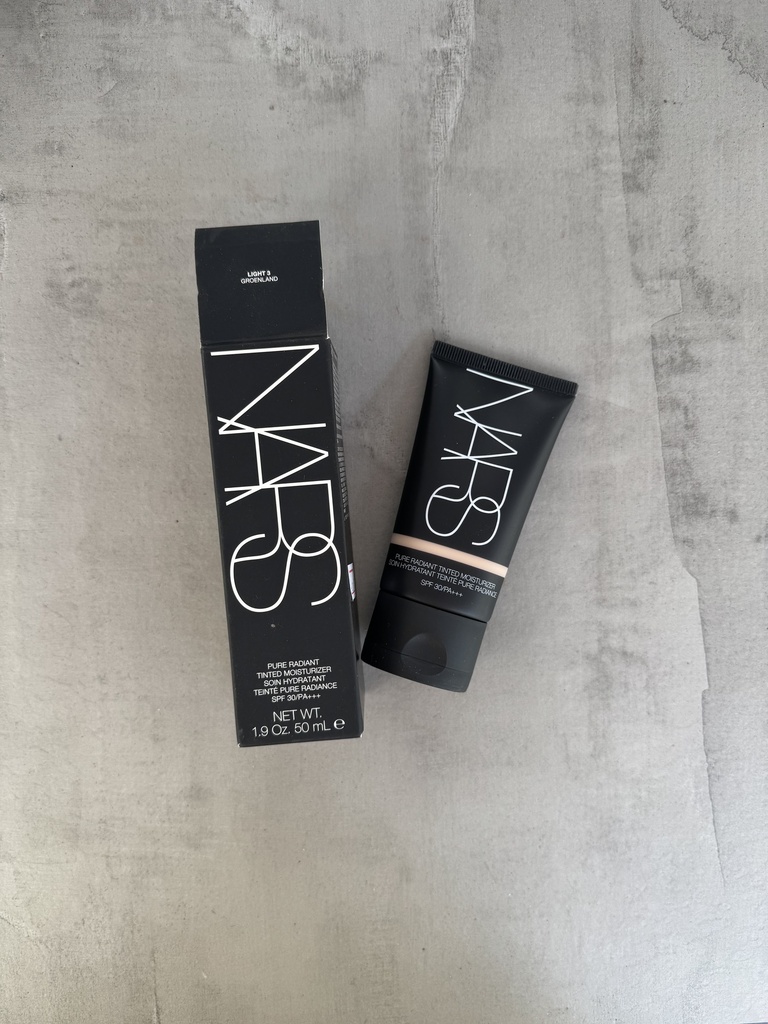 LIGHT 3
GROENLAND
NARS
PURE RADIANT
TINTED MOISTURIZER
SOIN HYDRATANT
TEINTÉ PURE RADIANCE
SPF 30/PA+++
NET WT.
1.9 Oz. 50 mL ℮
NARS
PURE RADIANT TINTED MOISTURIZER
SOIN HYDRATANT TEINTÉ PURE RADIANCE
SPF 30/PA+++